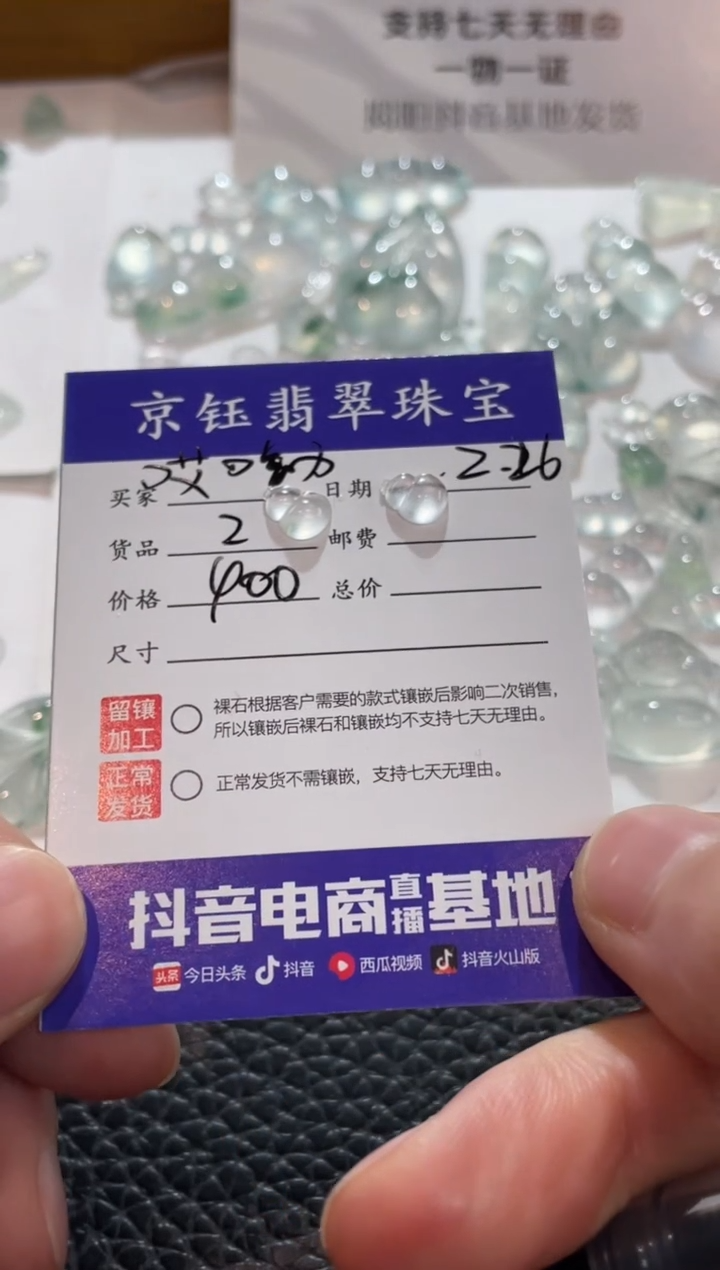 支持七天无理由
一物一证
揭阳抖音基地发货
京钰翡翠珠宝
买家 日期 2-26
货品 2 邮费
价格 400 总价
尺寸
留镶加工 裸石根据客户需要的款式镶嵌后影响二次销售，
所以镶嵌后裸石和镶嵌均不支持七天无理由。
正常发货 正常发货不需镶嵌，支持七天无理由。
抖音电商直播基地
头条 今日头条 抖音 西瓜视频 抖音火山版